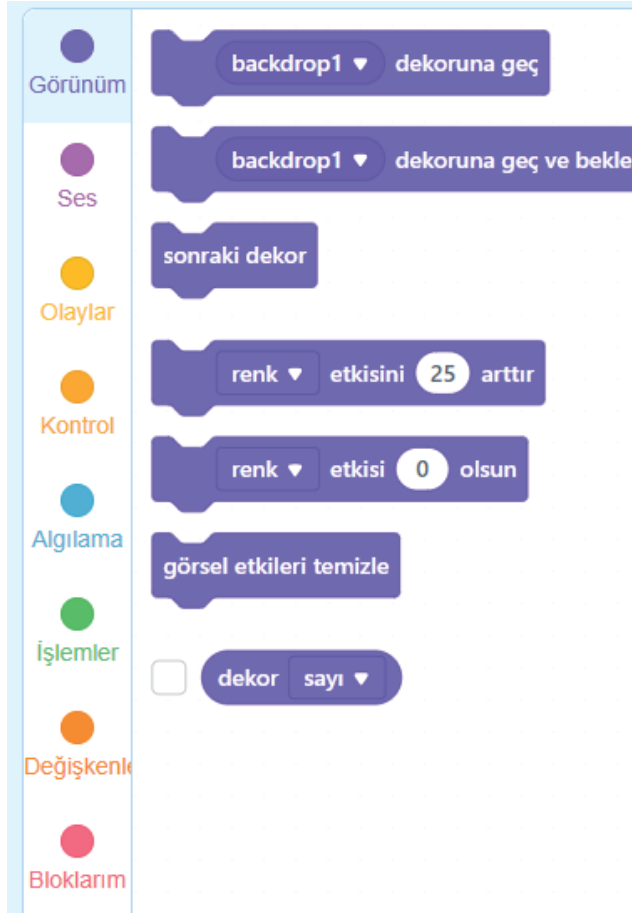 Görünüm
Ses
Olaylar
Kontrol
Algılama
İşlemler
Değişkenle
Bloklarım
backdrop1 dekoruna geç
backdrop1 dekoruna geç ve bekle
sonraki dekor
renk etkisini 25 arttır
renk etkisi 0 olsun
görsel etkileri temizle
dekor sayı